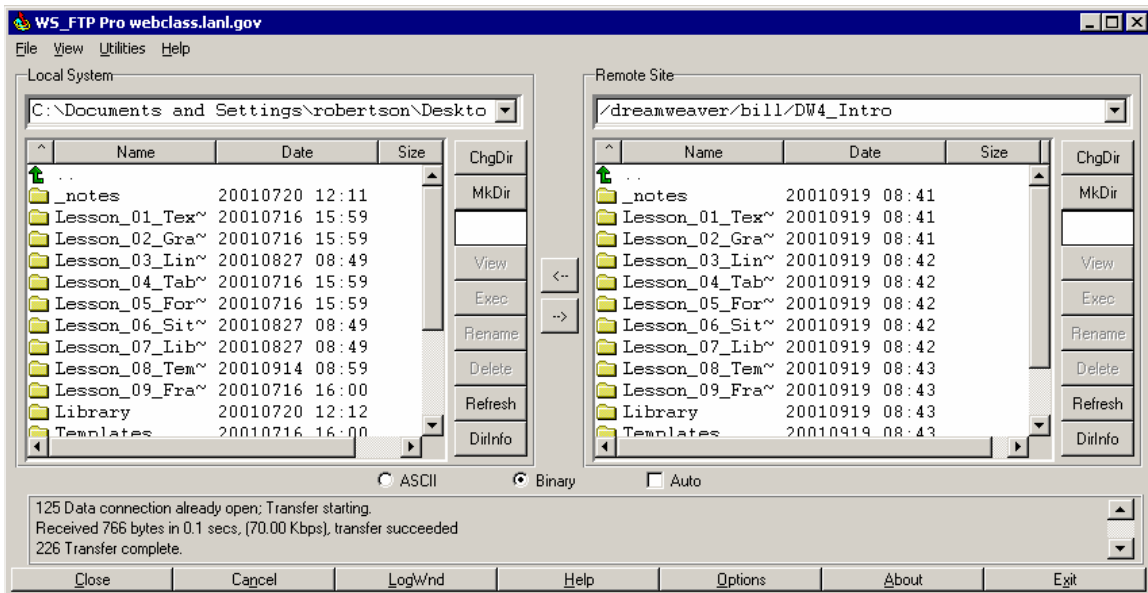 WS_FTP Pro webclass.lanl.gov
File View Utilities Help
Local System
C:\Documents and Settings\robertson\Deskto
^ Name Date Size
..
_notes 20010720 12:11
Lesson_01_Tex~ 20010716 15:59
Lesson_02_Gra~ 20010716 15:59
Lesson_03_Lin~ 20010827 08:49
Lesson_04_Tab~ 20010716 15:59
Lesson_05_For~ 20010716 15:59
Lesson_06_Sit~ 20010827 08:49
Lesson_07_Lib~ 20010827 08:49
Lesson_08_Tem~ 20010914 08:59
Lesson_09_Fra~ 20010716 16:00
Library 20010720 12:12
Templates 20010716 16:00
ChgDir
MkDir
View
Exec
Rename
Delete
Refresh
DirInfo
<--
-->
Remote Site
/dreamweaver/bill/DW4_Intro
^ Name Date Size
..
_notes 20010919 08:41
Lesson_01_Tex~ 20010919 08:41
Lesson_02_Gra~ 20010919 08:41
Lesson_03_Lin~ 20010919 08:42
Lesson_04_Tab~ 20010919 08:42
Lesson_05_For~ 20010919 08:42
Lesson_06_Sit~ 20010919 08:42
Lesson_07_Lib~ 20010919 08:42
Lesson_08_Tem~ 20010919 08:43
Lesson_09_Fra~ 20010919 08:43
Library 20010919 08:43
Templates 20010919 08:43
ChgDir
MkDir
View
Exec
Rename
Delete
Refresh
DirInfo
ASCII Binary Auto
125 Data connection already open; Transfer starting.
Received 766 bytes in 0.1 secs, (70.00 Kbps), transfer succeeded
226 Transfer complete.
Close Cancel LogWnd Help Options About Exit